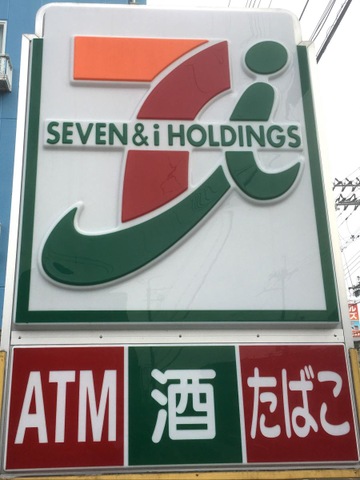 SEVEN & i HOLDINGS
ATM 酒 たばこ